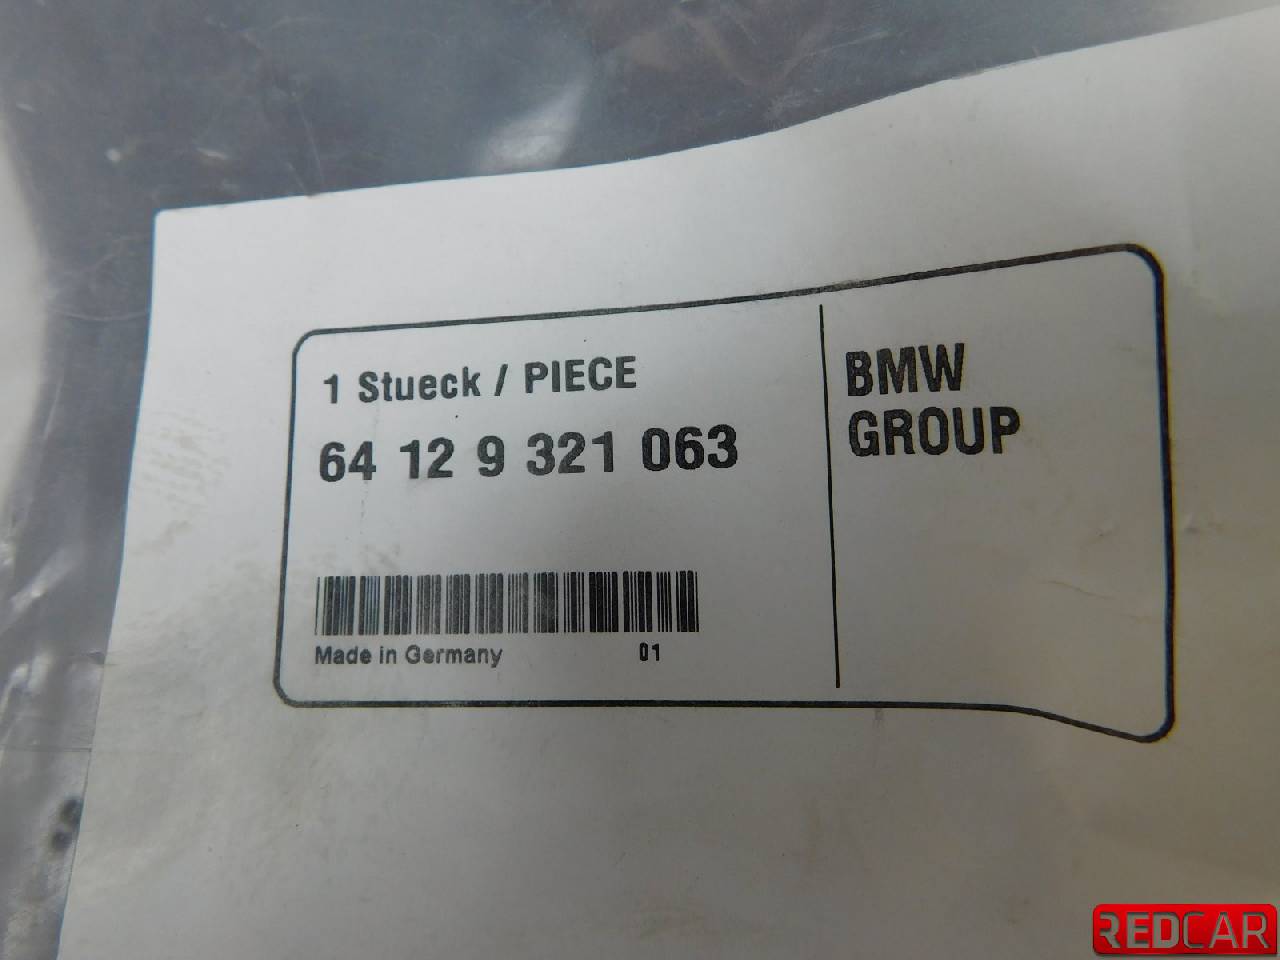 1 Stueck / PIECE
64 12 9 321 063
Made in Germany
01
BMW
GROUP
REDCAR